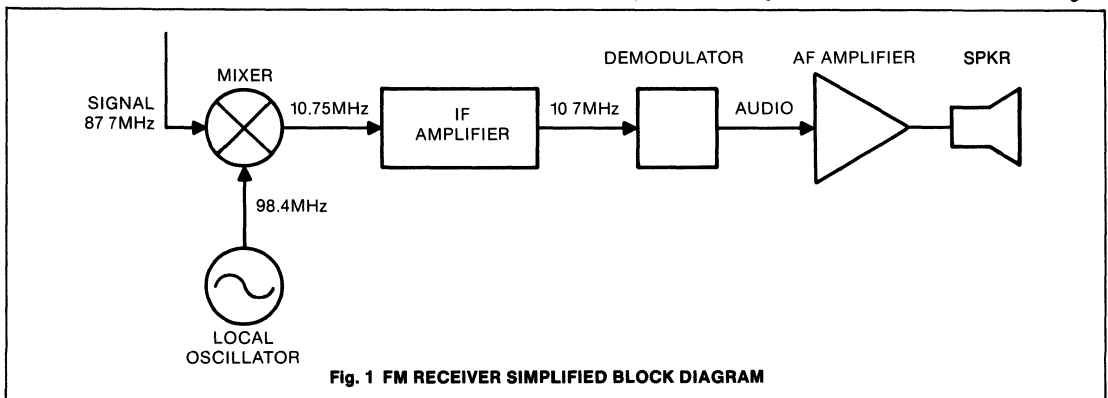 MIXER
SIGNAL
87 7MHz
10.75MHz
IF
AMPLIFIER
10 7MHz
DEMODULATOR
AUDIO
AF AMPLIFIER
SPKR
98.4MHz
LOCAL
OSCILLATOR
Fig. 1 FM RECEIVER SIMPLIFIED BLOCK DIAGRAM